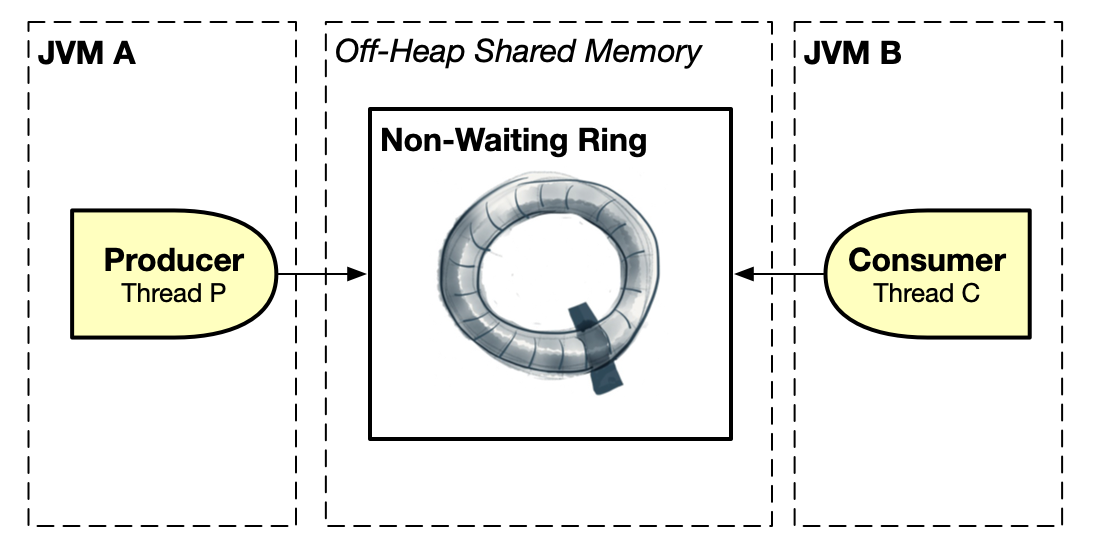 JVM A
Off-Heap Shared Memory
JVM B
Non-Waiting Ring
Producer
Thread P
Consumer
Thread C